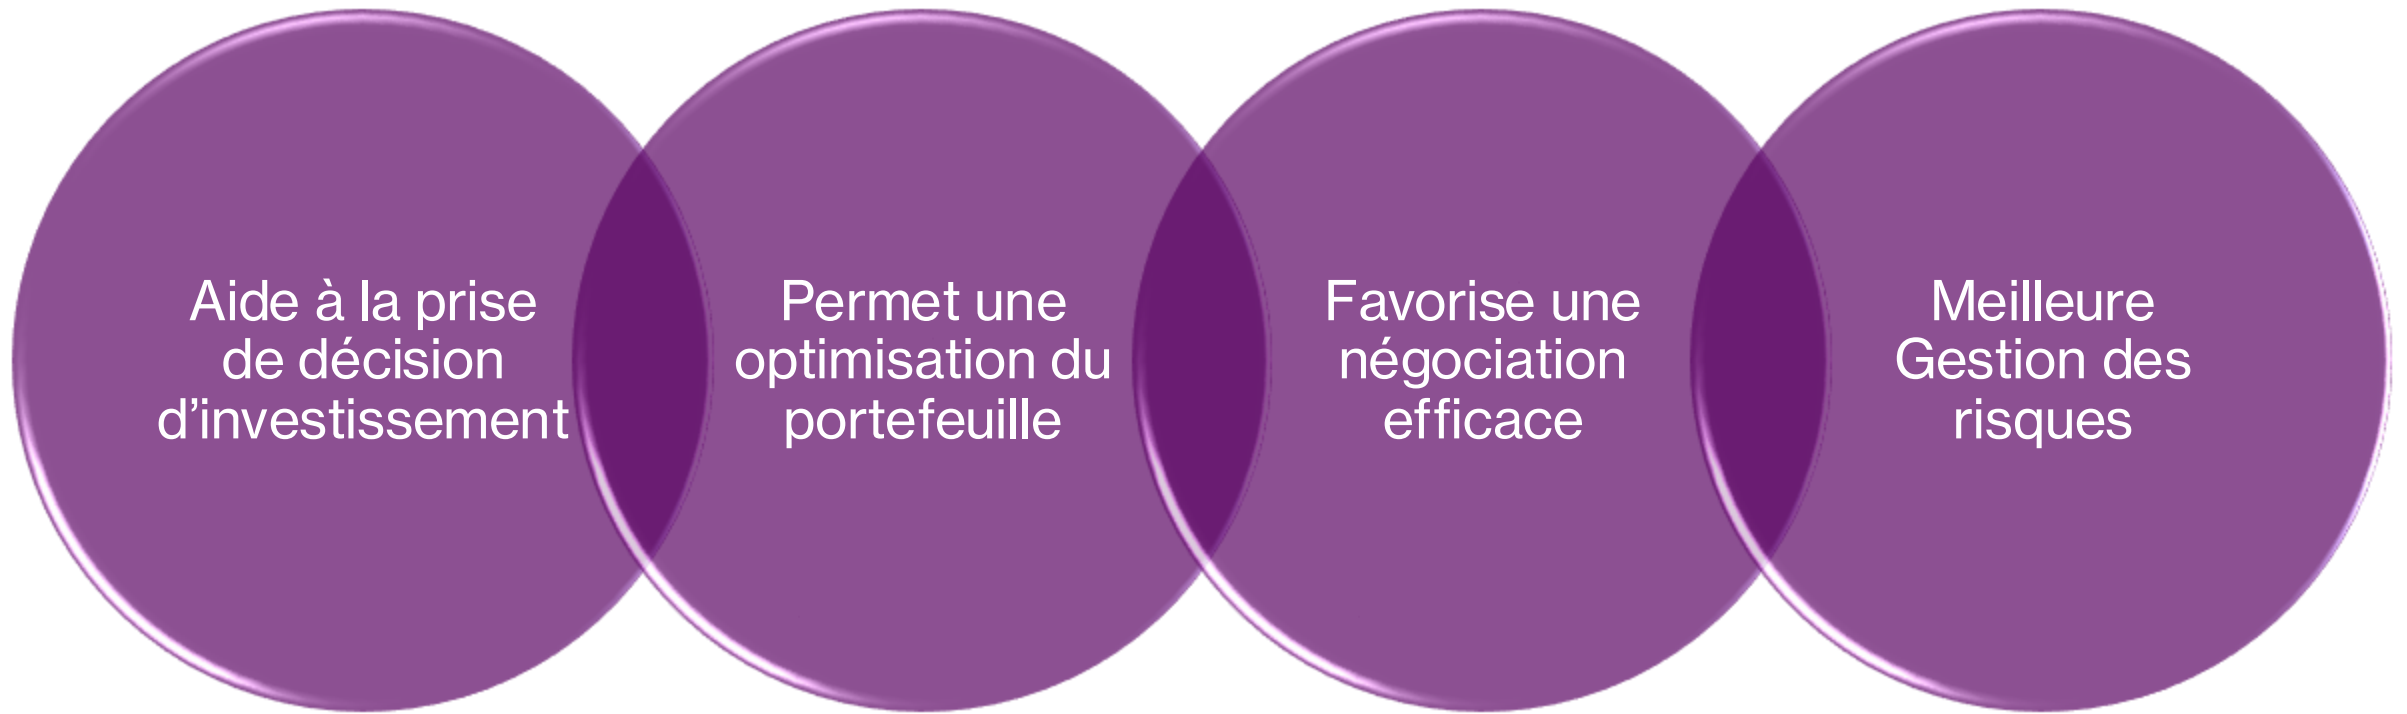 Aide à la prise
de décision
d’investissement
Permet une
optimisation du
portefeuille
Favorise une
négociation
efficace
Meilleure
Gestion des
risques